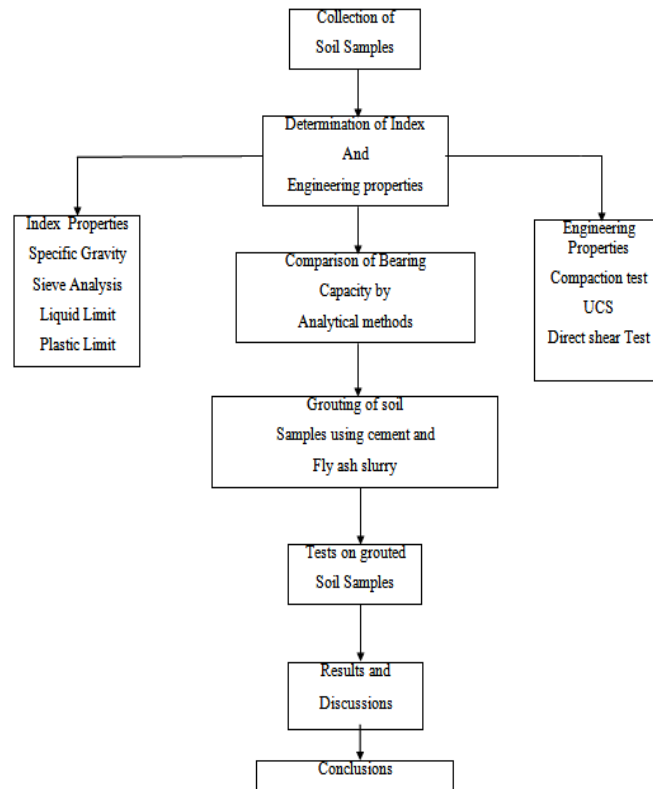 Collection of
Soil Samples
Determination of Index
And
Engineering properties
Index Properties
Specific Gravity
Sieve Analysis
Liquid Limit
Plastic Limit
Comparison of Bearing
Capacity by
Analytical methods
Engineering
Properties
Compaction test
UCS
Direct shear Test
Grouting of soil
Samples using cement and
Fly ash slurry
Tests on grouted
Soil Samples
Results and
Discussions
Conclusions